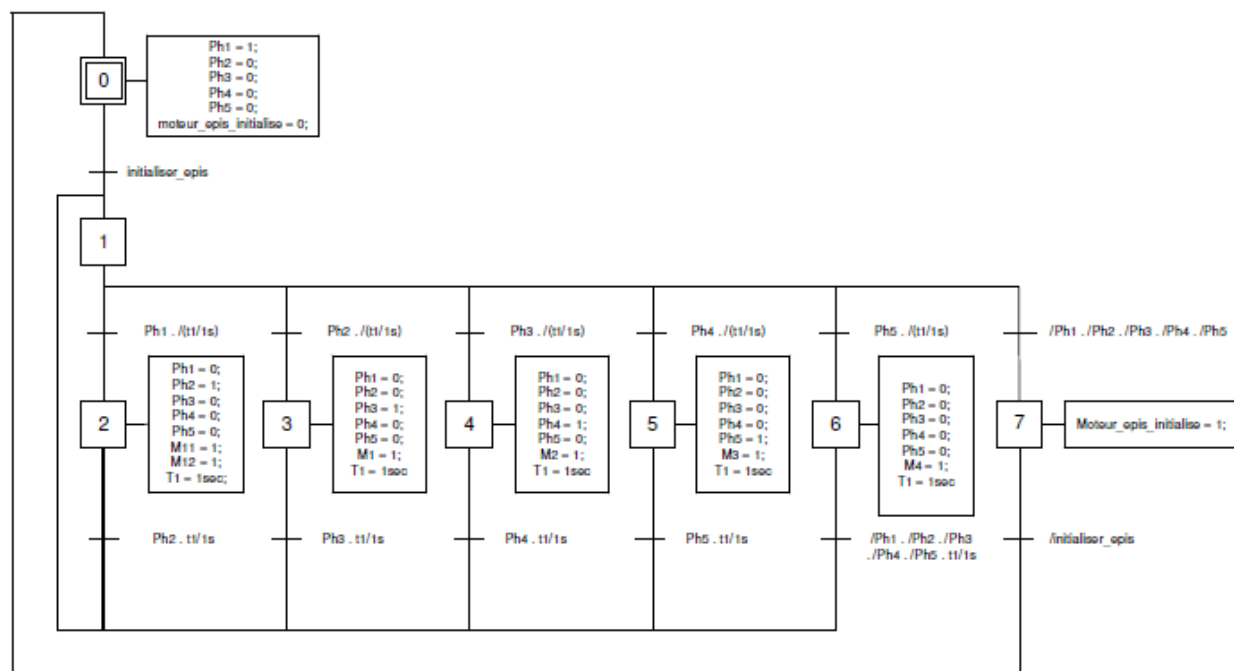 0
Ph1 = 1;
Ph2 = 0;
Ph3 = 0;
Ph4 = 0;
Ph5 = 0;
moteur_epis_initialise = 0;
initialiser_epis
1
Ph1 . /(t1/1s)
Ph2 . /(t1/1s)
Ph3 . /(t1/1s)
Ph4 . /(t1/1s)
Ph5 . /(t1/1s)
/Ph1 . /Ph2 . /Ph3 . /Ph4 . /Ph5
2
Ph1 = 0;
Ph2 = 1;
Ph3 = 0;
Ph4 = 0;
Ph5 = 0;
M11 = 1;
M12 = 1;
T1 = 1sec;
3
Ph1 = 0;
Ph2 = 0;
Ph3 = 1;
Ph4 = 0;
Ph5 = 0;
M1 = 1;
T1 = 1sec
4
Ph1 = 0;
Ph2 = 0;
Ph3 = 0;
Ph4 = 1;
Ph5 = 0;
M2 = 1;
T1 = 1sec
5
Ph1 = 0;
Ph2 = 0;
Ph3 = 0;
Ph4 = 0;
Ph5 = 1;
M3 = 1;
T1 = 1sec
6
Ph1 = 0;
Ph2 = 0;
Ph3 = 0;
Ph4 = 0;
Ph5 = 0;
M4 = 1;
T1 = 1sec
7
Moteur_epis_initialise = 1;
Ph2 . t1/1s
Ph3 . t1/1s
Ph4 . t1/1s
Ph5 . t1/1s
/Ph1 . /Ph2 . /Ph3
. /Ph4 . /Ph5 . t1/1s
/initialiser_epis